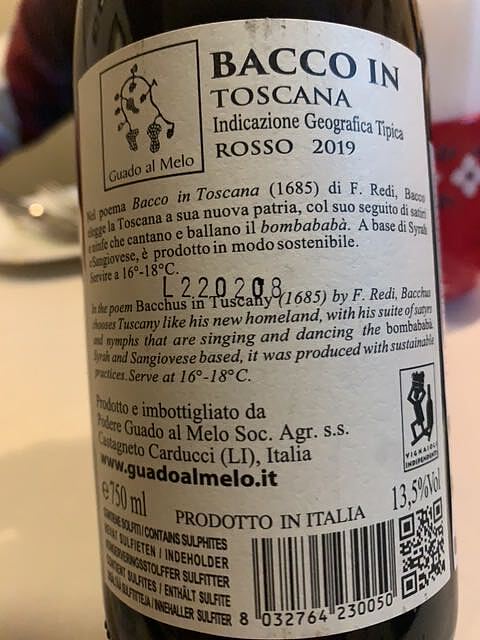 BACCO IN
TOSCANA
Indicazione Geografica Tipica
ROSSO 2019
Guado al Melo
Nel poema Bacco in Toscana (1685) di F. Redi, Bacco
elegge la Toscana a sua nuova patria, col suo seguito di satiri
e ninfe che cantano e ballano il bombababà. A base di Syrah
e Sangiovese, è prodotto in modo sostenibile.
Servire a 16°-18°C.
L220208
In the poem Bacchus in Tuscany (1685) by F. Redi, Bacchus
chooses Tuscany like his new homeland, with his suite of satyrs
and nymphs that are singing and dancing the bombababà.
Syrah and Sangiovese based, it was produced with sustainable
practices. Serve at 16°-18°C.
Prodotto e imbottigliato da
Podere Guado al Melo Soc. Agr. s.s.
Castagneto Carducci (LI), Italia
www.guadoalmelo.it
VIGNAIOLI
INDIPENDENTI
e 750 ml
PRODOTTO IN ITALIA
13,5%Vol
CONTIENE SOLFITI / CONTAINS SULPHITES
BEVAT SULFIETEN / INDEHOLDER
SULFITTER
CONTIENT SULFITES / ENTHÄLT SULFITE
/ INNEHALLER SULFITER
8 032764 230050